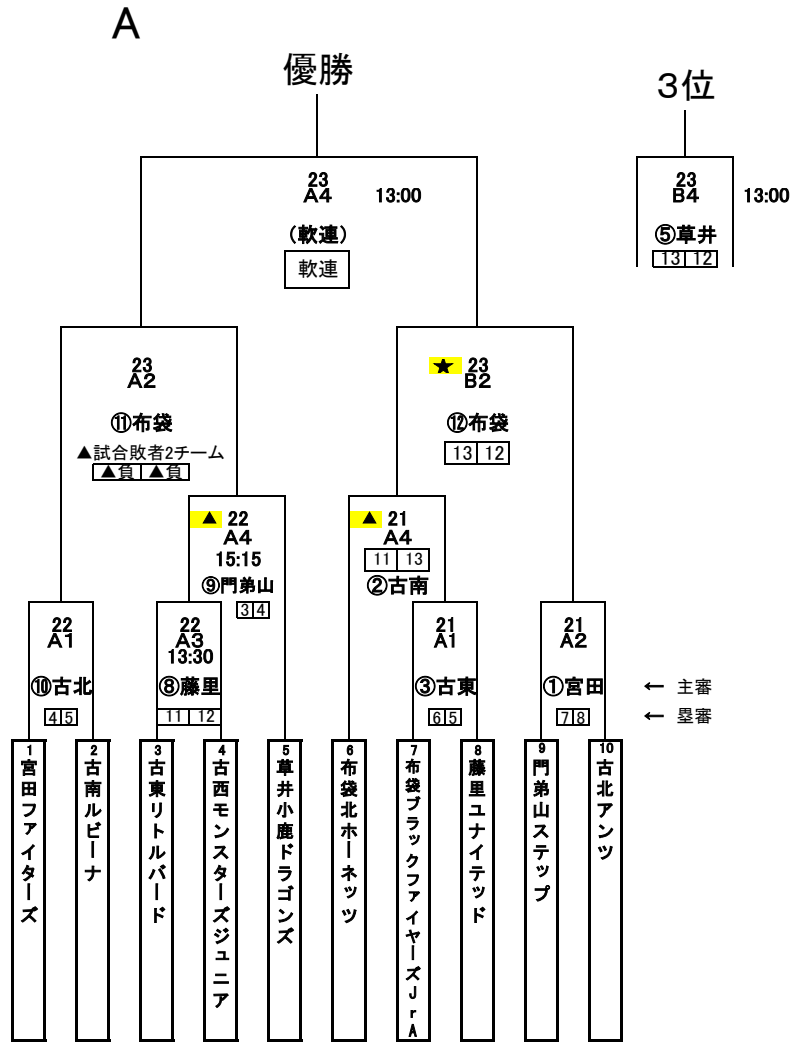 A
優勝
3位
23
A4
13:00
(軟連)
軟連
23
B4
13:00
⑤草井
13 12
23
A2
⑪布袋
▲試合敗者2チーム
▲負 ▲負
★ 23
B2
⑫布袋
13 12
▲ 22
A4
15:15
⑨門弟山
3 4
▲ 21
A4
11 13
②古南
22
A1
⑩古北
4 5
22
A3
13:30
⑧藤里
11 12
21
A1
③古東
6 5
21
A2
①宮田
7 8
← 主審
← 塁審
1 宮田ファイターズ
2 古南ルビーナ
3 古東リトルバード
4 古西モンスターズジュニア
5 草井小鹿ドラゴンズ
6 布袋北ホーネッツ
7 布袋ブラックファイヤーズJrA
8 藤里ユナイテッド
9 門弟山ステップ
10 古北アンツ